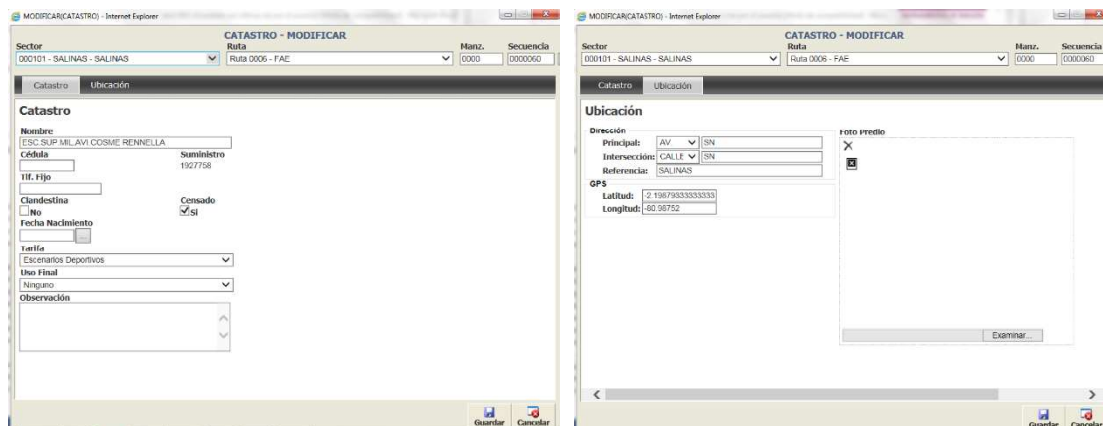 MODIFICAR(CATASTRO) - Internet Explorer
CATASTRO - MODIFICAR
Sector Ruta Manz. Secuencia
000101 - SALINAS - SALINAS Ruta 0006 - FAE 0000 0000060
Catastro Ubicación
Catastro
Nombre
ESC.SUP.MIL.AVI.COSME RENNELLA
Cédula Suministro
1927758
Tlf. Fijo
Clandestina Censado
No Si
Fecha Nacimiento
...
Tarifa
Escenarios Deportivos
Uso Final
Ninguno
Observación
Guardar Cancelar
MODIFICAR(CATASTRO) - Internet Explorer
CATASTRO - MODIFICAR
Sector Ruta Manz. Secuencia
000101 - SALINAS - SALINAS Ruta 0006 - FAE 0000 0000060
Catastro Ubicación
Ubicación
Dirección Foto Predio
Principal: AV. SN
Intersección: CALLE SN
Referencia: SALINAS
GPS
Latitud: -2.19879333333333
Longitud: -80.98752
Examinar...
Guardar Cancelar